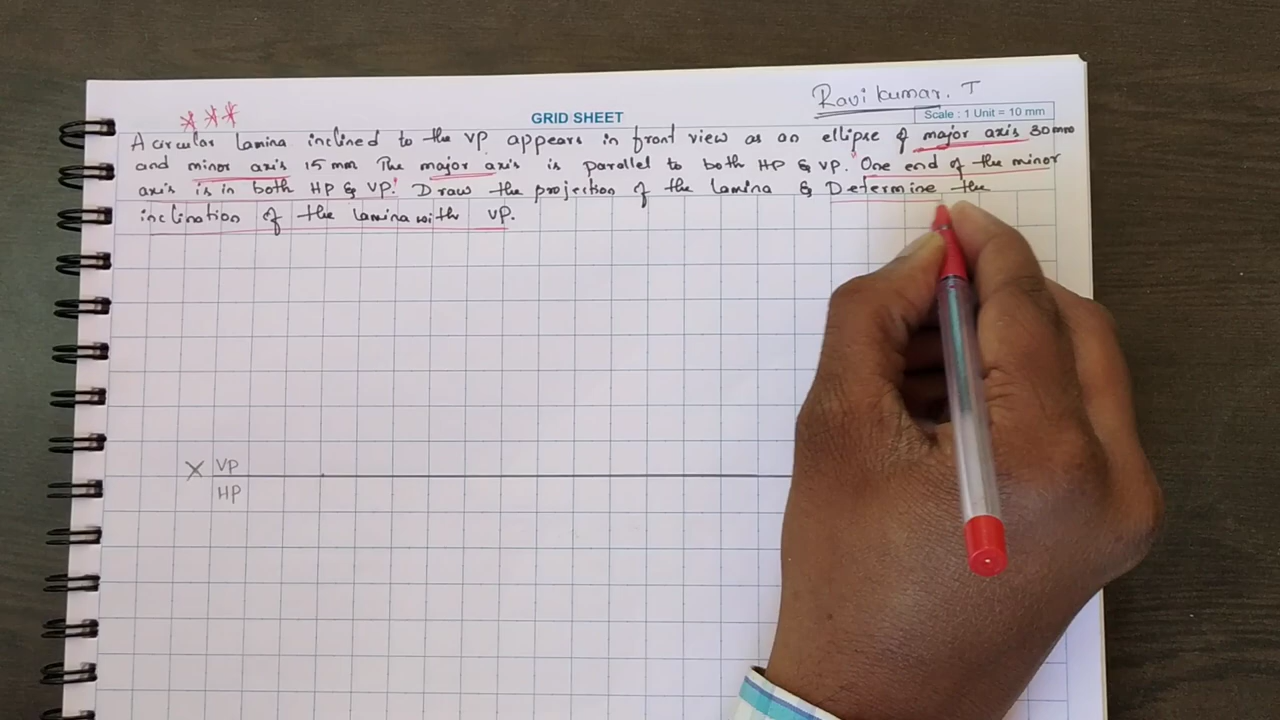 Ravi kumar. T
GRID SHEET
Scale : 1 Unit = 10 mm
A circular Lamina inclined to the VP appears in front view as an ellipse of major axis 30mm
and minor axis 15 mm The major axis is parallel to both HP & VP. "One end of the minor
axis is in both HP & VP." Draw the projection of the lamina & Determine the
inclination of the lamina with VP.
X VP
HP